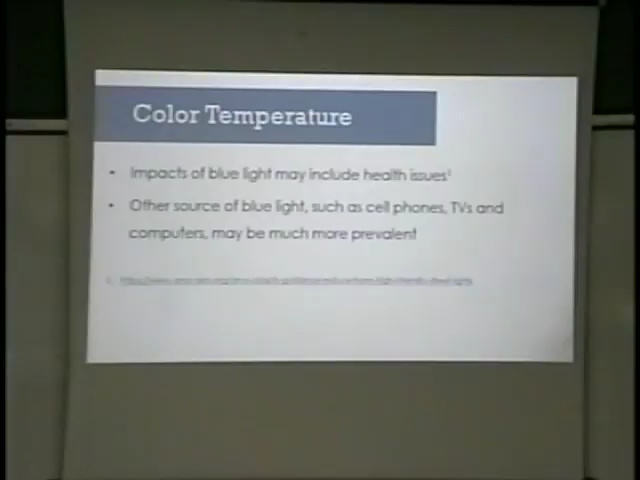 Color Temperature
• Impacts of blue light may include health issues¹
• Other source of blue light, such as cell phones, TVs and
computers, may be much more prevalent